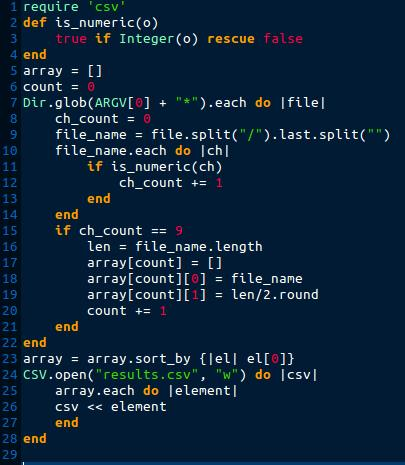 1 require 'csv'
2 def is_numeric(o)
3     true if Integer(o) rescue false
4 end
5 array = []
6 count = 0
7 Dir.glob(ARGV[0] + "*").each do |file|
8     ch_count = 0
9     file_name = file.split("/").last.split("")
10     file_name.each do |ch|
11         if is_numeric(ch)
12             ch_count += 1
13         end
14     end
15     if ch_count == 9
16         len = file_name.length
17         array[count] = []
18         array[count][0] = file_name
19         array[count][1] = len/2.round
20         count += 1
21     end
22 end
23 array = array.sort_by {|el| el[0]}
24 CSV.open("results.csv", "w") do |csv|
25     array.each do |element|
26     csv << element
27     end
28 end
29